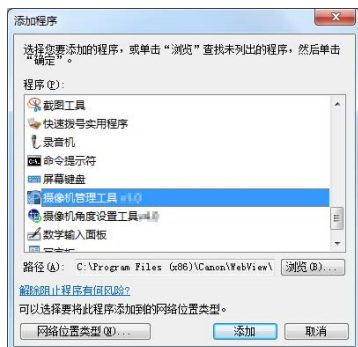 添加程序
选择您要添加的程序，或单击“浏览”查找未列出的程序，然后单击
“确定”。
程序(P)：
截图工具
快速拨号实用程序
录音机
命令提示符
屏幕键盘
摄像机管理工具 v1.0
摄像机角度设置工具v4.0
数字输入面板
路径(A)： C:\Program Files (x86)\Canon\WebView\
浏览(B)...
解除阻止程序有何风险?
可以选择要将此程序添加到的网络位置类型。
网络位置类型(N)...
添加
取消